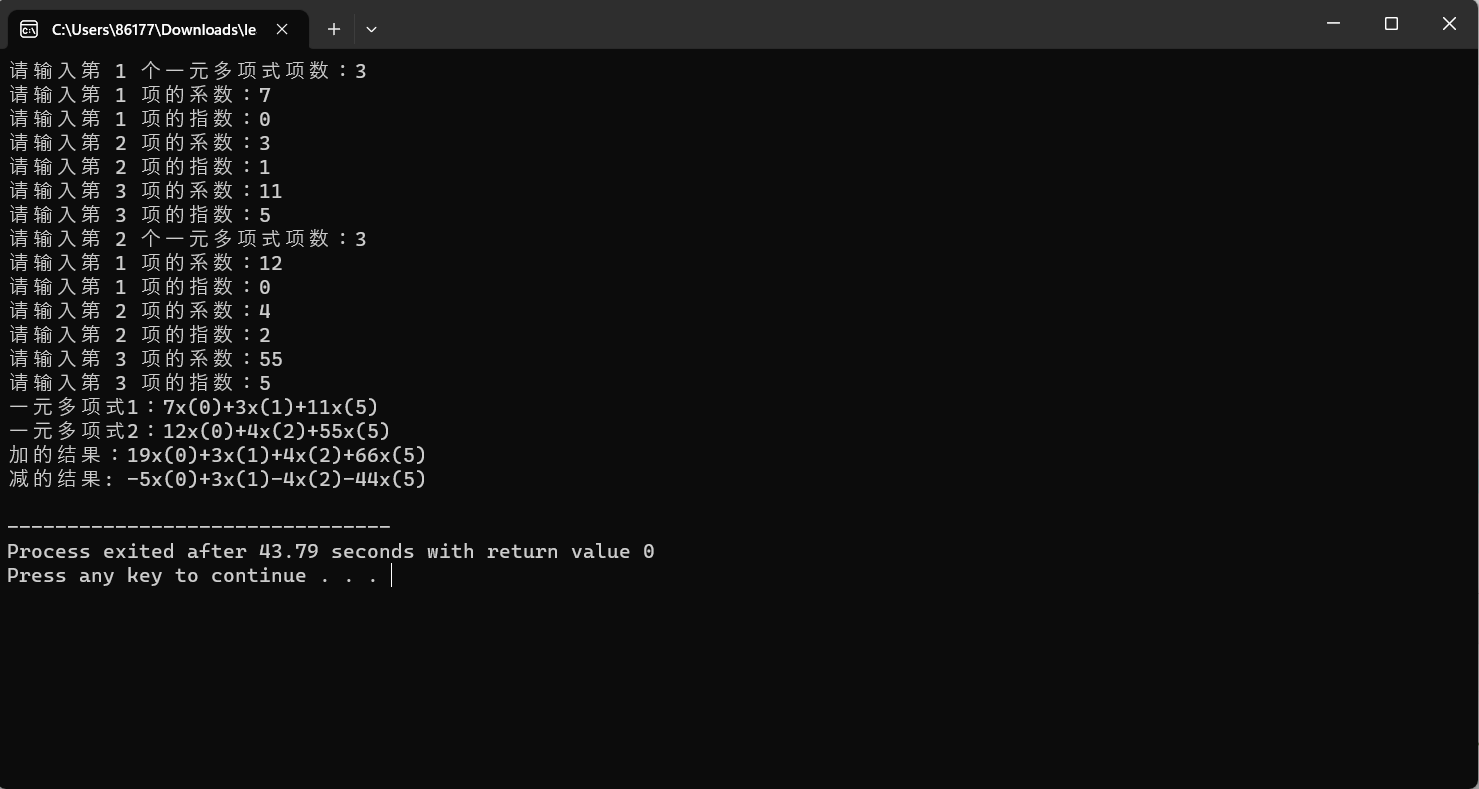 C:\Users\86177\Downloads\le
请输入第 1 个一元多项式项数：3
请输入第 1 项的系数：7
请输入第 1 项的指数：0
请输入第 2 项的系数：3
请输入第 2 项的指数：1
请输入第 3 项的系数：11
请输入第 3 项的指数：5
请输入第 2 个一元多项式项数：3
请输入第 1 项的系数：12
请输入第 1 项的指数：0
请输入第 2 项的系数：4
请输入第 2 项的指数：2
请输入第 3 项的系数：55
请输入第 3 项的指数：5
一元多项式1：7x(0)+3x(1)+11x(5)
一元多项式2：12x(0)+4x(2)+55x(5)
加的结果：19x(0)+3x(1)+4x(2)+66x(5)
减的结果: -5x(0)+3x(1)-4x(2)-44x(5)
--------------------------------
Process exited after 43.79 seconds with return value 0
Press any key to continue . . .